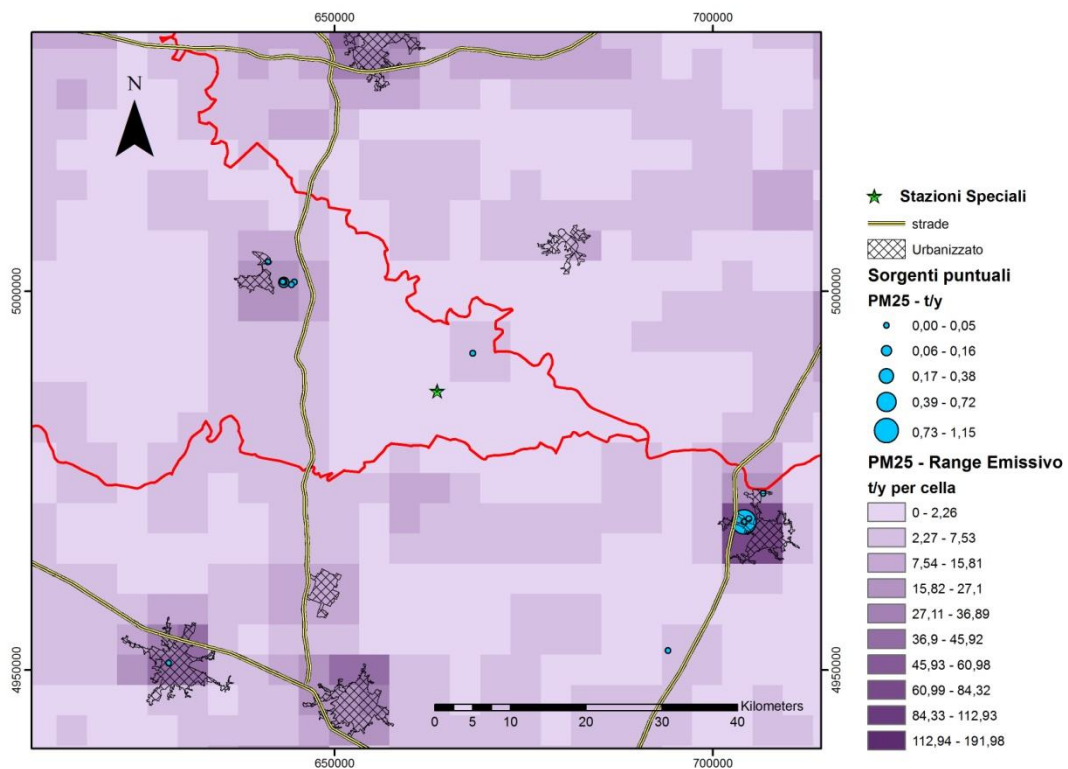 650000
700000
N
5000000
5000000
4950000
4950000
Stazioni Speciali
strade
Urbanizzato
Sorgenti puntuali
PM25 - t/y
0,00 - 0,05
0,06 - 0,16
0,17 - 0,38
0,39 - 0,72
0,73 - 1,15
PM25 - Range Emissivo
t/y per cella
0 - 2,26
2,27 - 7,53
7,54 - 15,81
15,82 - 27,1
27,11 - 36,89
36,9 - 45,92
45,93 - 60,98
60,99 - 84,32
84,33 - 112,93
112,94 - 191,98
Kilometers
0 5 10 20 30 40
650000
700000